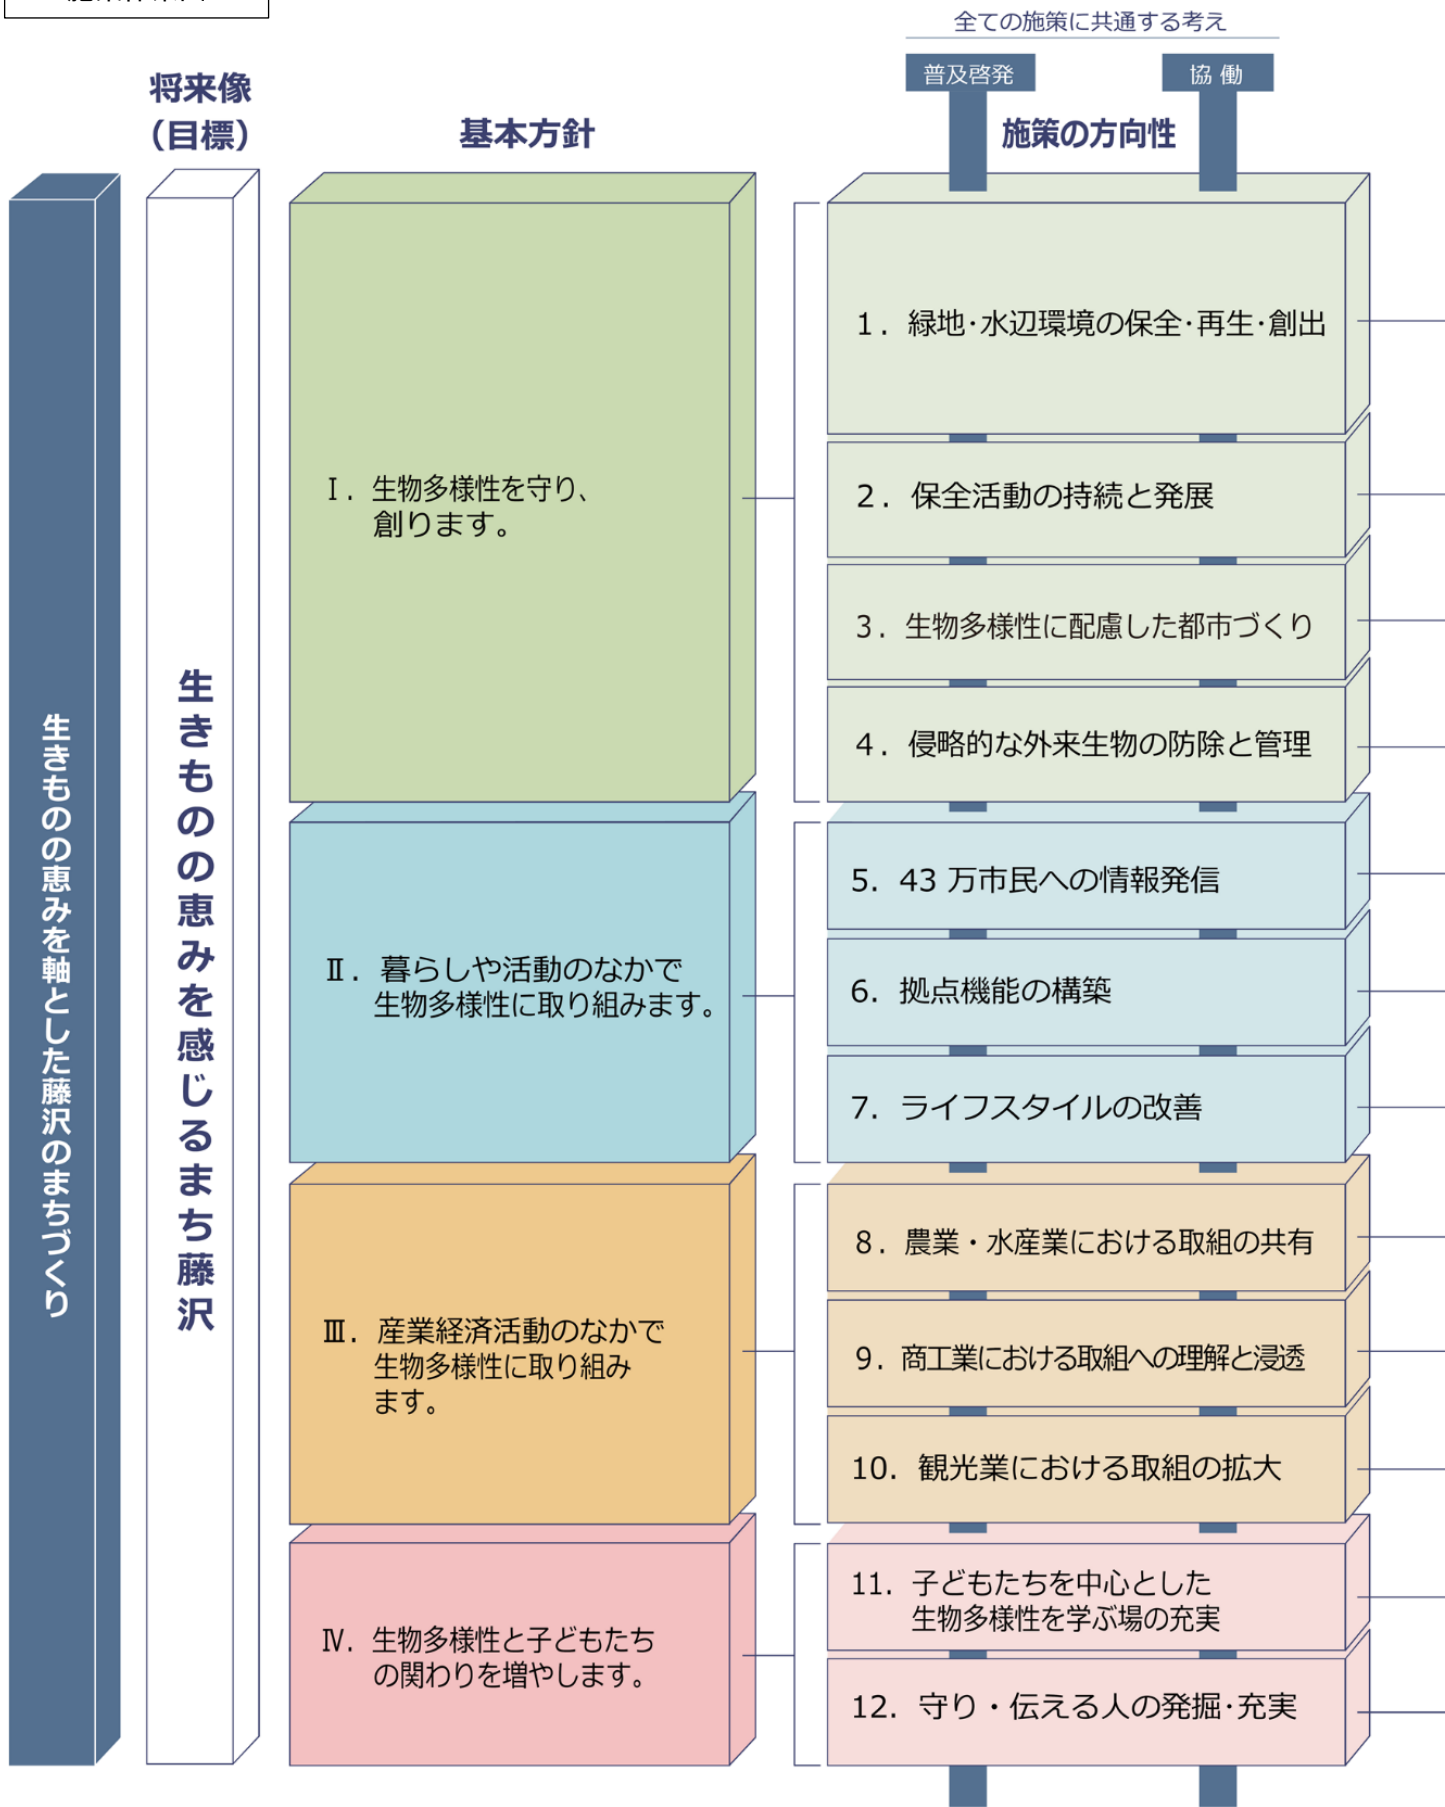 全ての施策に共通する考え
普及啓発
協 働
将来像
（目標）
基本方針
施策の方向性
生きものの恵みを軸とした藤沢のまちづくり
生きものの恵みを感じるまち藤沢
Ⅰ．生物多様性を守り、
創ります。
1．緑地･水辺環境の保全･再生･創出
2．保全活動の持続と発展
3．生物多様性に配慮した都市づくり
4．侵略的な外来生物の防除と管理
Ⅱ．暮らしや活動のなかで
生物多様性に取り組みます。
5. 43 万市民への情報発信
6. 拠点機能の構築
7. ライフスタイルの改善
Ⅲ．産業経済活動のなかで
生物多様性に取り組み
ます。
8．農業・水産業における取組の共有
9．商工業における取組への理解と浸透
10. 観光業における取組の拡大
Ⅳ．生物多様性と子どもたち
の関わりを増やします。
11. 子どもたちを中心とした
生物多様性を学ぶ場の充実
12. 守り・伝える人の発掘･充実